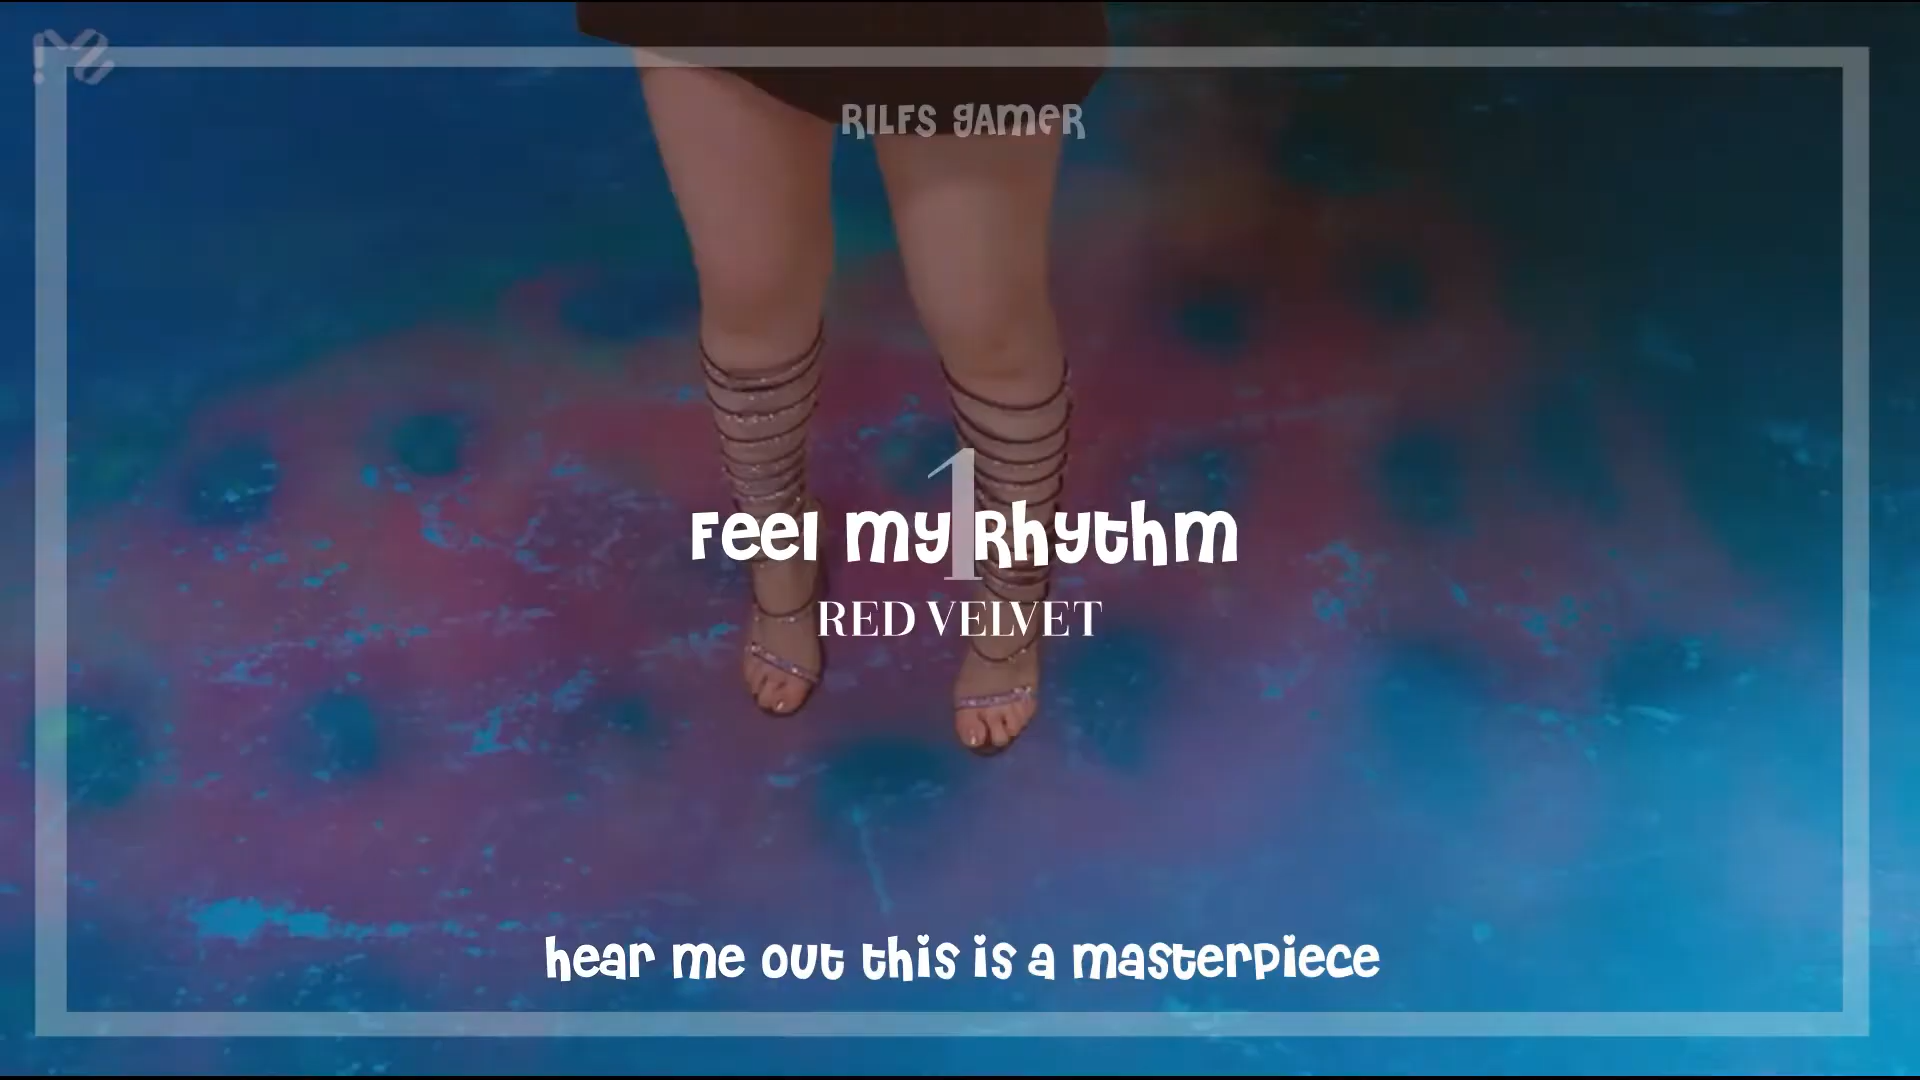 RILFS GAMER
1
Feel My Rhythm
RED VELVET
hear me out this is a masterpiece